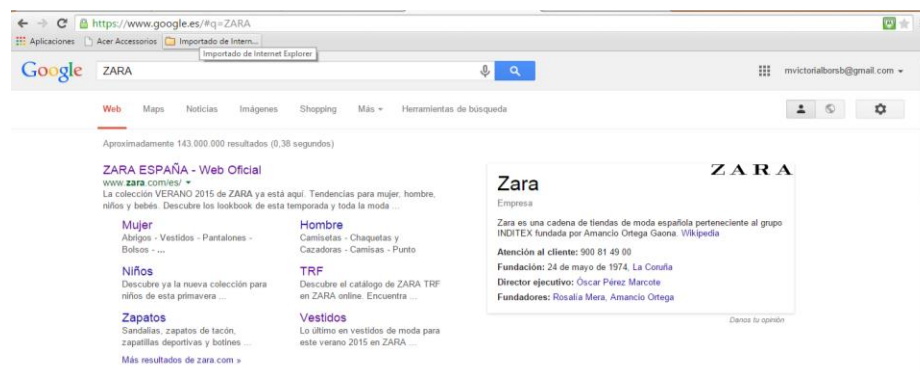 https://www.google.es/#q=ZARA
Aplicaciones Acer Accessorios Importado de Intern...
Importado de Internet Explorer
Google ZARA mvictorialborsb@gmail.com
Web Maps Noticias Imágenes Shopping Más Herramientas de búsqueda
Aproximadamente 143.000.000 resultados (0,38 segundos)
ZARA ESPAÑA - Web Oficial
www.zara.com/es/
La colección VERANO 2015 de ZARA ya está aquí. Tendencias para mujer, hombre,
niños y bebés. Descubre los lookbook de esta temporada y toda la moda ...
Mujer
Abrigos - Vestidos - Pantalones -
Bolsos - ...
Hombre
Camisetas - Chaquetas y
Cazadoras - Camisas - Punto
Niños
Descubre ya la nueva colección para
niños de esta primavera ...
TRF
Descubre el catálogo de ZARA TRF
en ZARA online. Encuentra ...
Zapatos
Sandalias, zapatos de tacón,
zapatillas deportivas y botines ...
Vestidos
Lo último en vestidos de moda para
este verano 2015 en ZARA ...
Más resultados de zara.com »
ZARA
Zara
Empresa
Zara es una cadena de tiendas de moda española perteneciente al grupo
INDITEX fundada por Amancio Ortega Gaona. Wikipedia
Atención al cliente: 900 81 49 00
Fundación: 24 de mayo de 1974, La Coruña
Director ejecutivo: Óscar Pérez Marcote
Fundadores: Rosalía Mera, Amancio Ortega
Danos tu opinión